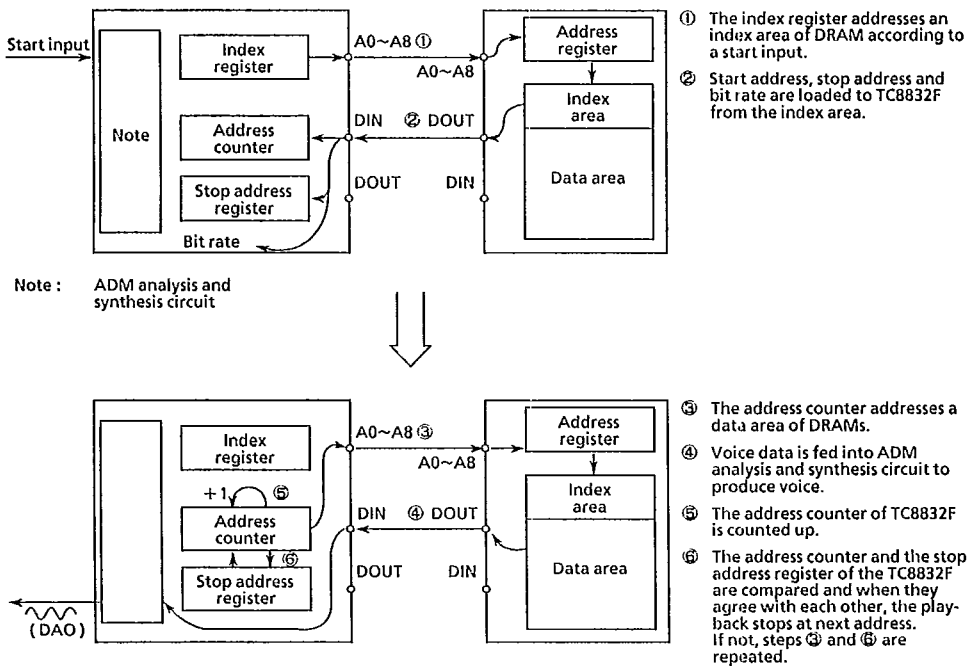 Start input
Note
Index
register
Address
counter
Stop address
register
Bit rate
A0~A8 ①
A0~A8
DIN ② DOUT
DOUT DIN
Address
register
Index
area
Data area
① The index register addresses an
index area of DRAM according to
a start input.
② Start address, stop address and
bit rate are loaded to TC8832F
from the index area.
Note : ADM analysis and
synthesis circuit
Index
register
+1 ⑤
Address
counter
⑥
Stop address
register
(DAO)
A0~A8 ③
A0~A8
DIN ④ DOUT
DOUT DIN
Address
register
Index
area
Data area
③ The address counter addresses a
data area of DRAMs.
④ Voice data is fed into ADM
analysis and synthesis circuit to
produce voice.
⑤ The address counter of TC8832F
is counted up.
⑥ The address counter and the stop
address register of the TC8832F
are compared and when they
agree with each other, the play-
back stops at next address.
If not, steps ③ and ⑥ are
repeated.